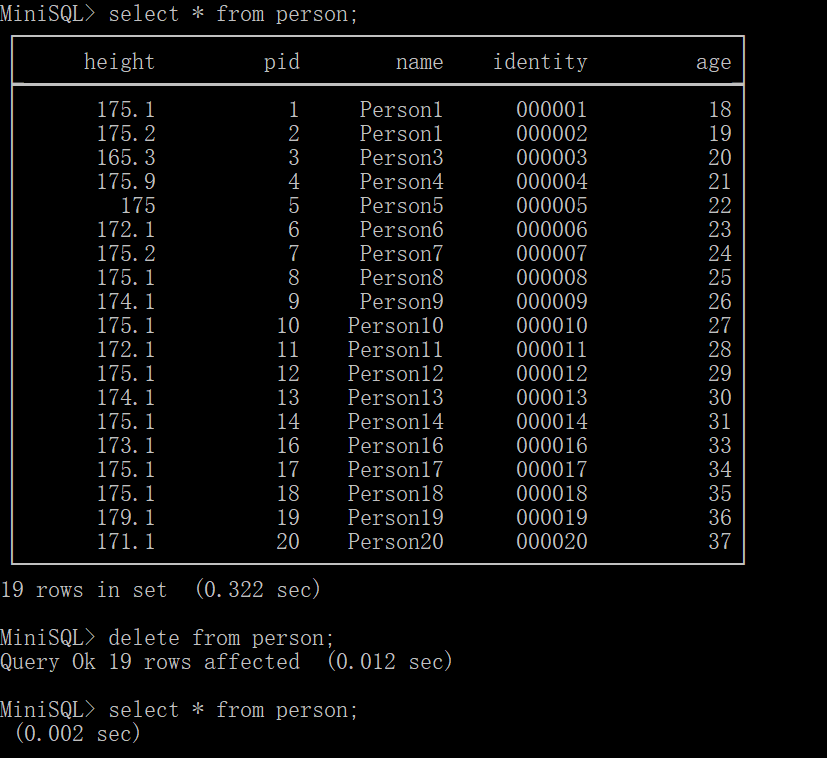 MiniSQL> select * from person;
height pid name identity age
175.1 1 Person1 000001 18
175.2 2 Person1 000002 19
165.3 3 Person3 000003 20
175.9 4 Person4 000004 21
175 5 Person5 000005 22
172.1 6 Person6 000006 23
175.2 7 Person7 000007 24
175.1 8 Person8 000008 25
174.1 9 Person9 000009 26
175.1 10 Person10 000010 27
172.1 11 Person11 000011 28
175.1 12 Person12 000012 29
174.1 13 Person13 000013 30
175.1 14 Person14 000014 31
173.1 16 Person16 000016 33
175.1 17 Person17 000017 34
175.1 18 Person18 000018 35
179.1 19 Person19 000019 36
171.1 20 Person20 000020 37
19 rows in set (0.322 sec)
MiniSQL> delete from person;
Query Ok 19 rows affected (0.012 sec)
MiniSQL> select * from person;
(0.002 sec)